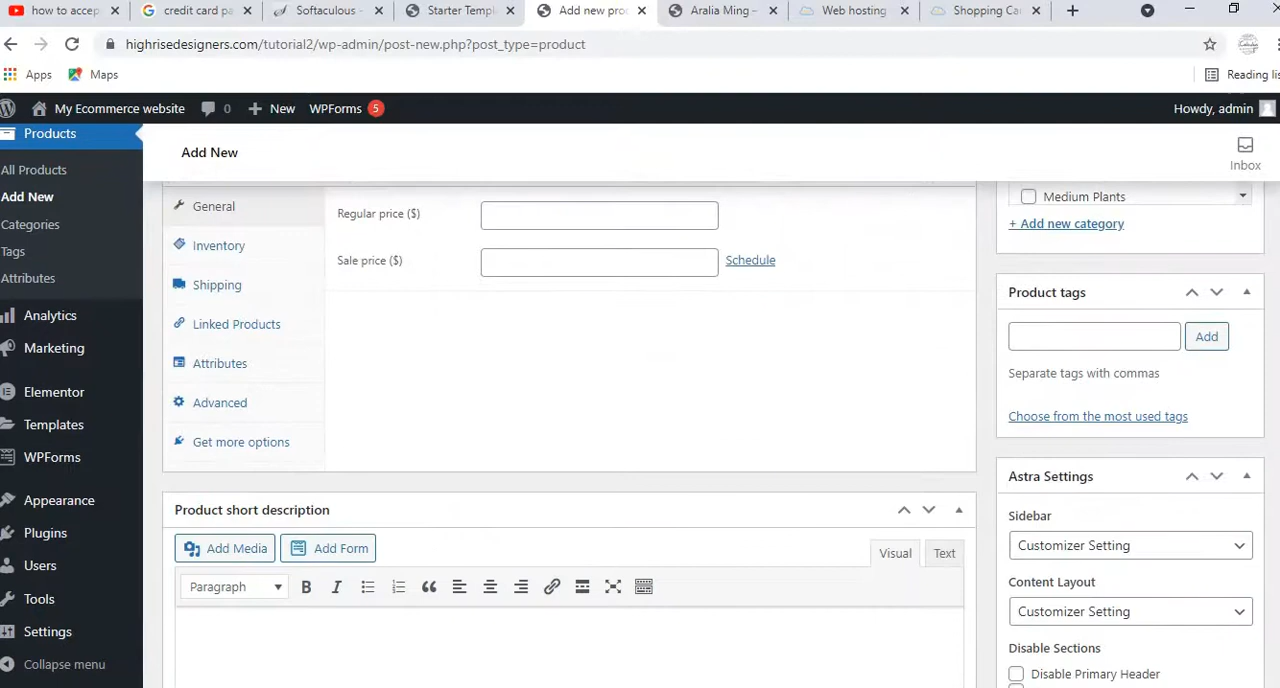 how to accep
credit card pa
Softaculous -
Starter Templ
Add new pro
Aralia Ming –
Web hosting
Shopping Ca
highrisedesigners.com/tutorial2/wp-admin/post-new.php?post_type=product
Apps
Maps
Reading lis
My Ecommerce website
0
New
WPForms
5
Howdy, admin
Products
Add New
Inbox
All Products
Add New
Categories
Tags
Attributes
Analytics
Marketing
Elementor
Templates
WPForms
Appearance
Plugins
Users
Tools
Settings
Collapse menu
General
Inventory
Shipping
Linked Products
Attributes
Advanced
Get more options
Regular price ($)
Sale price ($)
Schedule
Product short description
Add Media
Add Form
Visual
Text
Paragraph
B
I
Medium Plants
+ Add new category
Product tags
Add
Separate tags with commas
Choose from the most used tags
Astra Settings
Sidebar
Customizer Setting
Content Layout
Customizer Setting
Disable Sections
Disable Primary Header